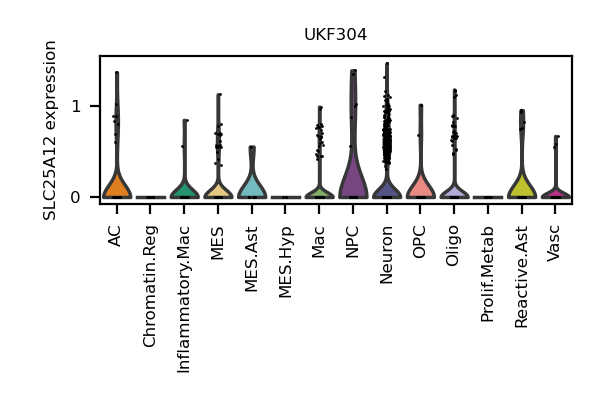 UKF304
SLC25A12 expression
1
0
AC
Chromatin.Reg
Inflammatory.Mac
MES
MES.Ast
MES.Hyp
Mac
NPC
Neuron
OPC
Oligo
Prolif.Metab
Reactive.Ast
Vasc